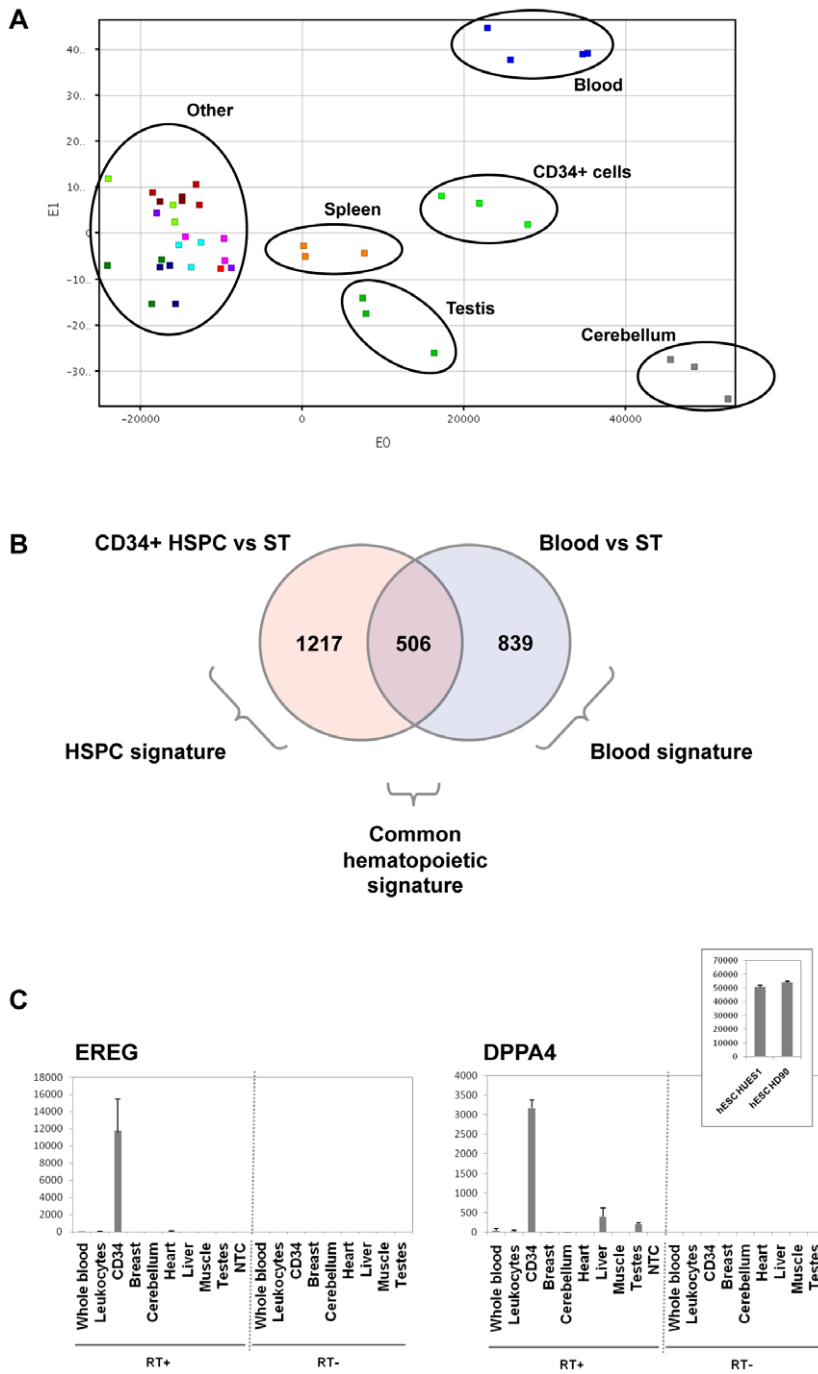 A
40..
30..
20..
10..
0
-10..
-20..
-30..
E1
-20000
0
20000
40000
E0
Other
Blood
CD34+ cells
Spleen
Testis
Cerebellum
B
CD34+ HSPC vs ST
Blood vs ST
1217
506
839
HSPC signature
Blood signature
Common
hematopoietic
signature
C
EREG
18000
16000
14000
12000
10000
8000
6000
4000
2000
0
Whole blood
Leukocytes
CD34
Breast
Cerebellum
Heart
Liver
Muscle
Testes
NTC
Whole blood
Leukocytes
CD34
Breast
Cerebellum
Heart
Liver
Muscle
Testes
RT+
RT-
DPPA4
4000
3500
3000
2500
2000
1500
1000
500
0
Whole blood
Leukocytes
CD34
Breast
Cerebellum
Heart
Liver
Muscle
Testes
NTC
Whole blood
Leukocytes
CD34
Breast
Cerebellum
Heart
Liver
Muscle
Testes
RT+
RT-
70000
60000
50000
40000
30000
20000
10000
0
hESC HUES1
hESC HD90